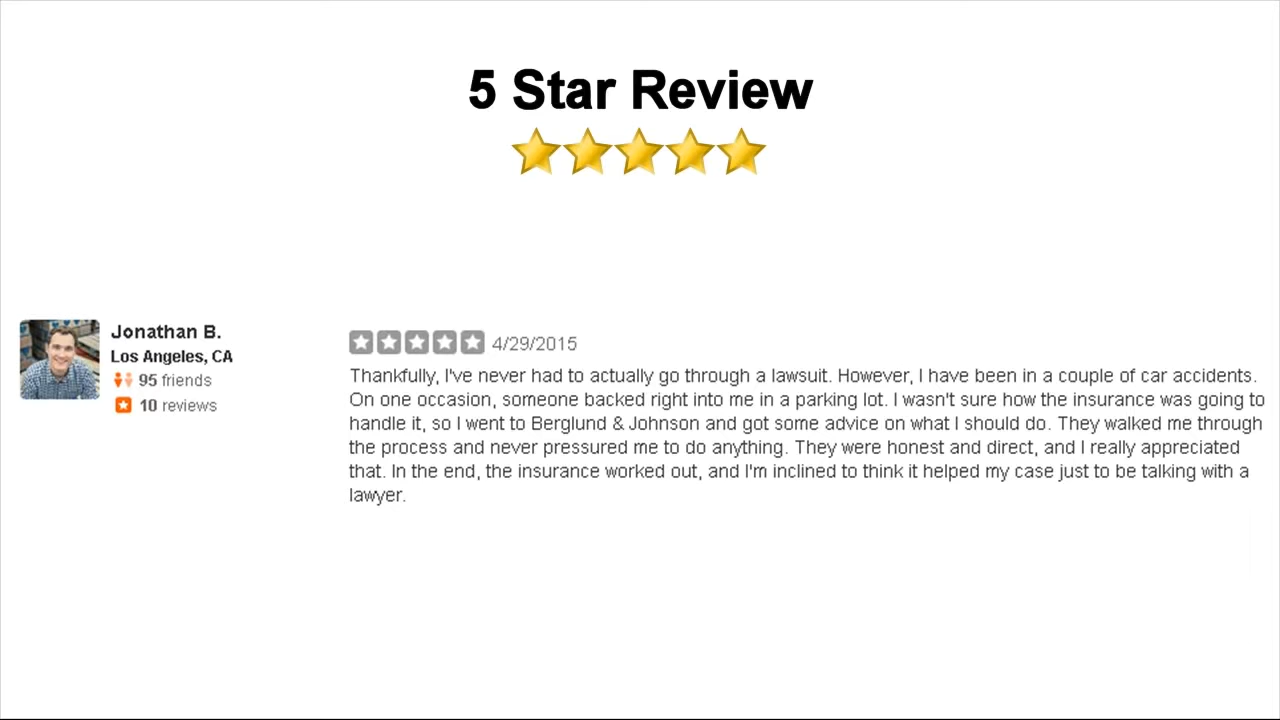 5 Star Review
Jonathan B.
Los Angeles, CA
95 friends
10 reviews
4/29/2015
Thankfully, I've never had to actually go through a lawsuit. However, I have been in a couple of car accidents.
On one occasion, someone backed right into me in a parking lot. I wasn't sure how the insurance was going to
handle it, so I went to Berglund & Johnson and got some advice on what I should do. They walked me through
the process and never pressured me to do anything. They were honest and direct, and I really appreciated
that. In the end, the insurance worked out, and I'm inclined to think it helped my case just to be talking with a
lawyer.